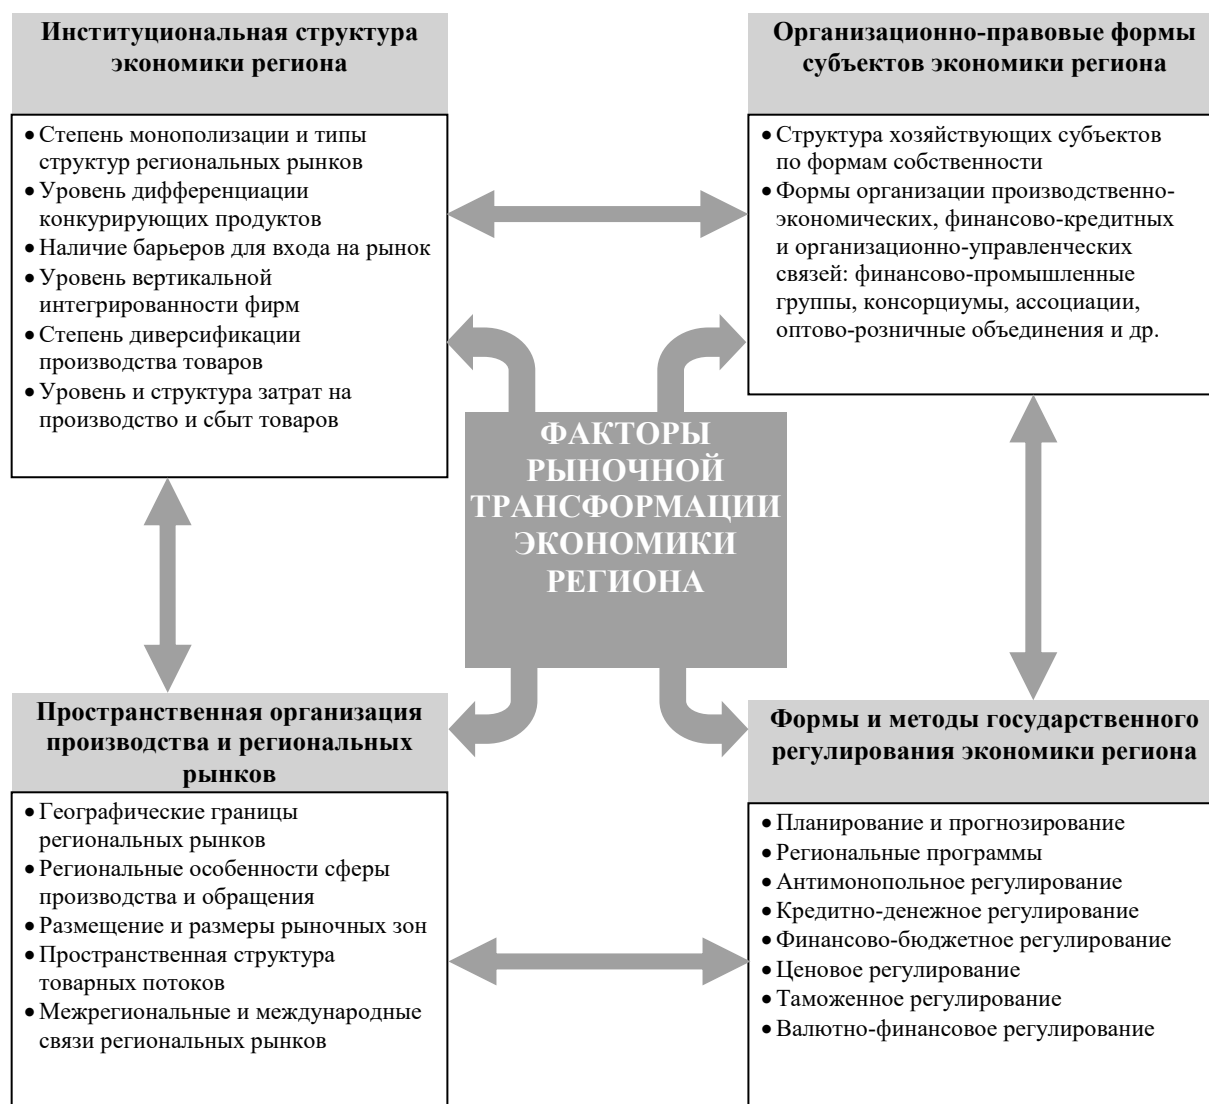 Институциональная структура
экономики региона
• Степень монополизации и типы
структур региональных рынков
• Уровень дифференциации
конкурирующих продуктов
• Наличие барьеров для входа на рынок
• Уровень вертикальной
интегрированности фирм
• Степень диверсификации
производства товаров
• Уровень и структура затрат на
производство и сбыт товаров
Организационно-правовые формы
субъектов экономики региона
• Структура хозяйствующих субъектов
по формам собственности
• Формы организации производственно-
экономических, финансово-кредитных
и организационно-управленческих
связей: финансово-промышленные
группы, консорциумы, ассоциации,
оптово-розничные объединения и др.
ФАКТОРЫ
РЫНОЧНОЙ
ТРАНСФОРМАЦИИ
ЭКОНОМИКИ
РЕГИОНА
Пространственная организация
производства и региональных
рынков
• Географические границы
региональных рынков
• Региональные особенности сферы
производства и обращения
• Размещение и размеры рыночных зон
• Пространственная структура
товарных потоков
• Межрегиональные и международные
связи региональных рынков
Формы и методы государственного
регулирования экономики региона
• Планирование и прогнозирование
• Региональные программы
• Антимонопольное регулирование
• Кредитно-денежное регулирование
• Финансово-бюджетное регулирование
• Ценовое регулирование
• Таможенное регулирование
• Валютно-финансовое регулирование